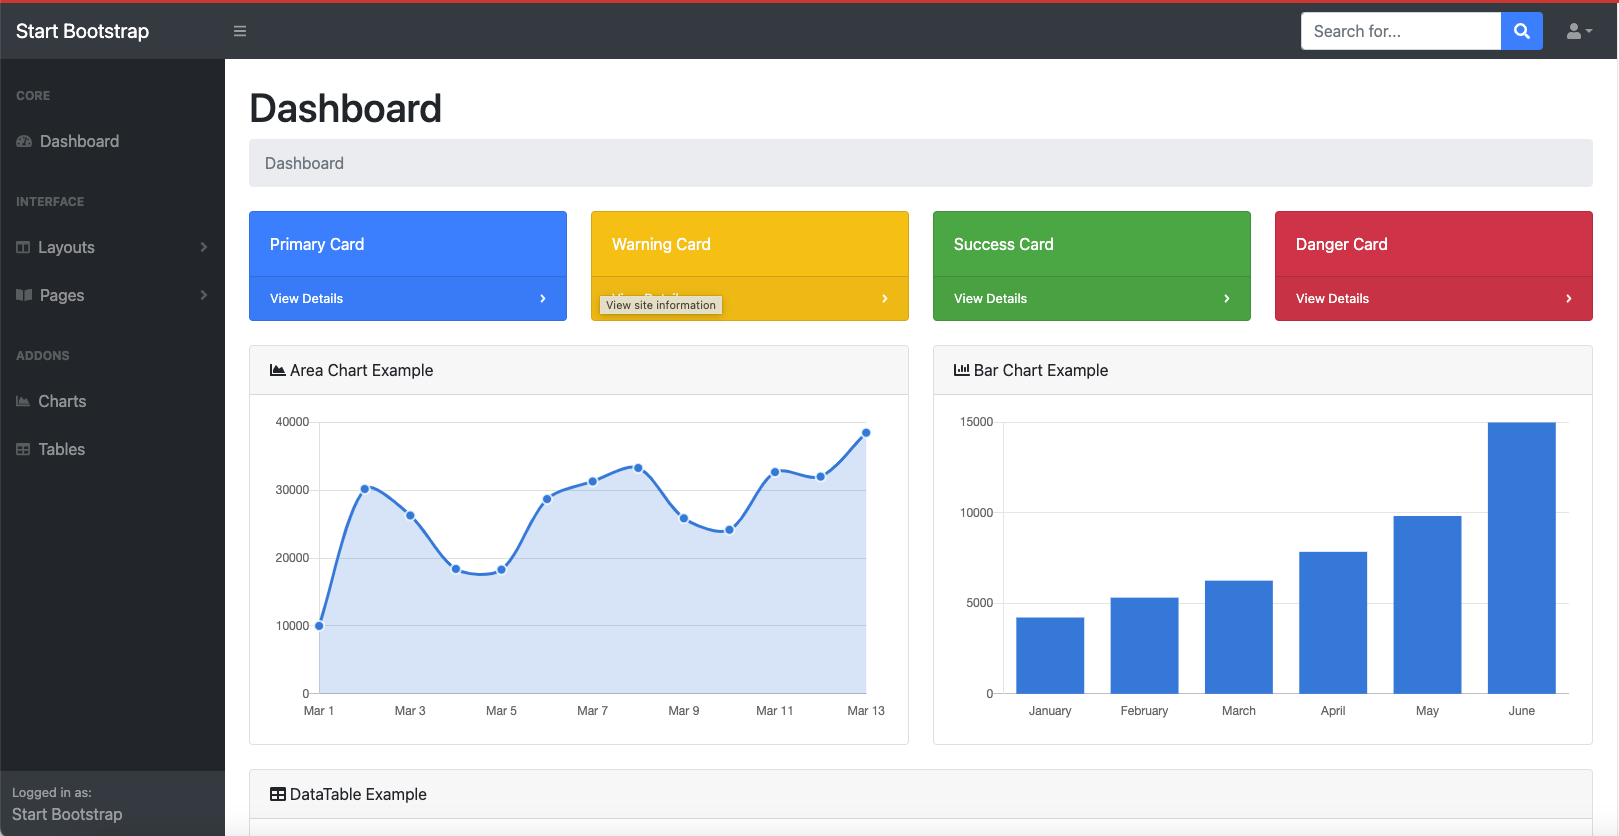 Start Bootstrap
Search for...
CORE
Dashboard
INTERFACE
Layouts
Pages
ADDONS
Charts
Tables
Logged in as:
Start Bootstrap
Dashboard
Dashboard
Primary Card
View Details
Warning Card
View site information
Success Card
View Details
Danger Card
View Details
Area Chart Example
40000
30000
20000
10000
0
Mar 1 Mar 3 Mar 5 Mar 7 Mar 9 Mar 11 Mar 13
Bar Chart Example
15000
10000
5000
0
January February March April May June
DataTable Example